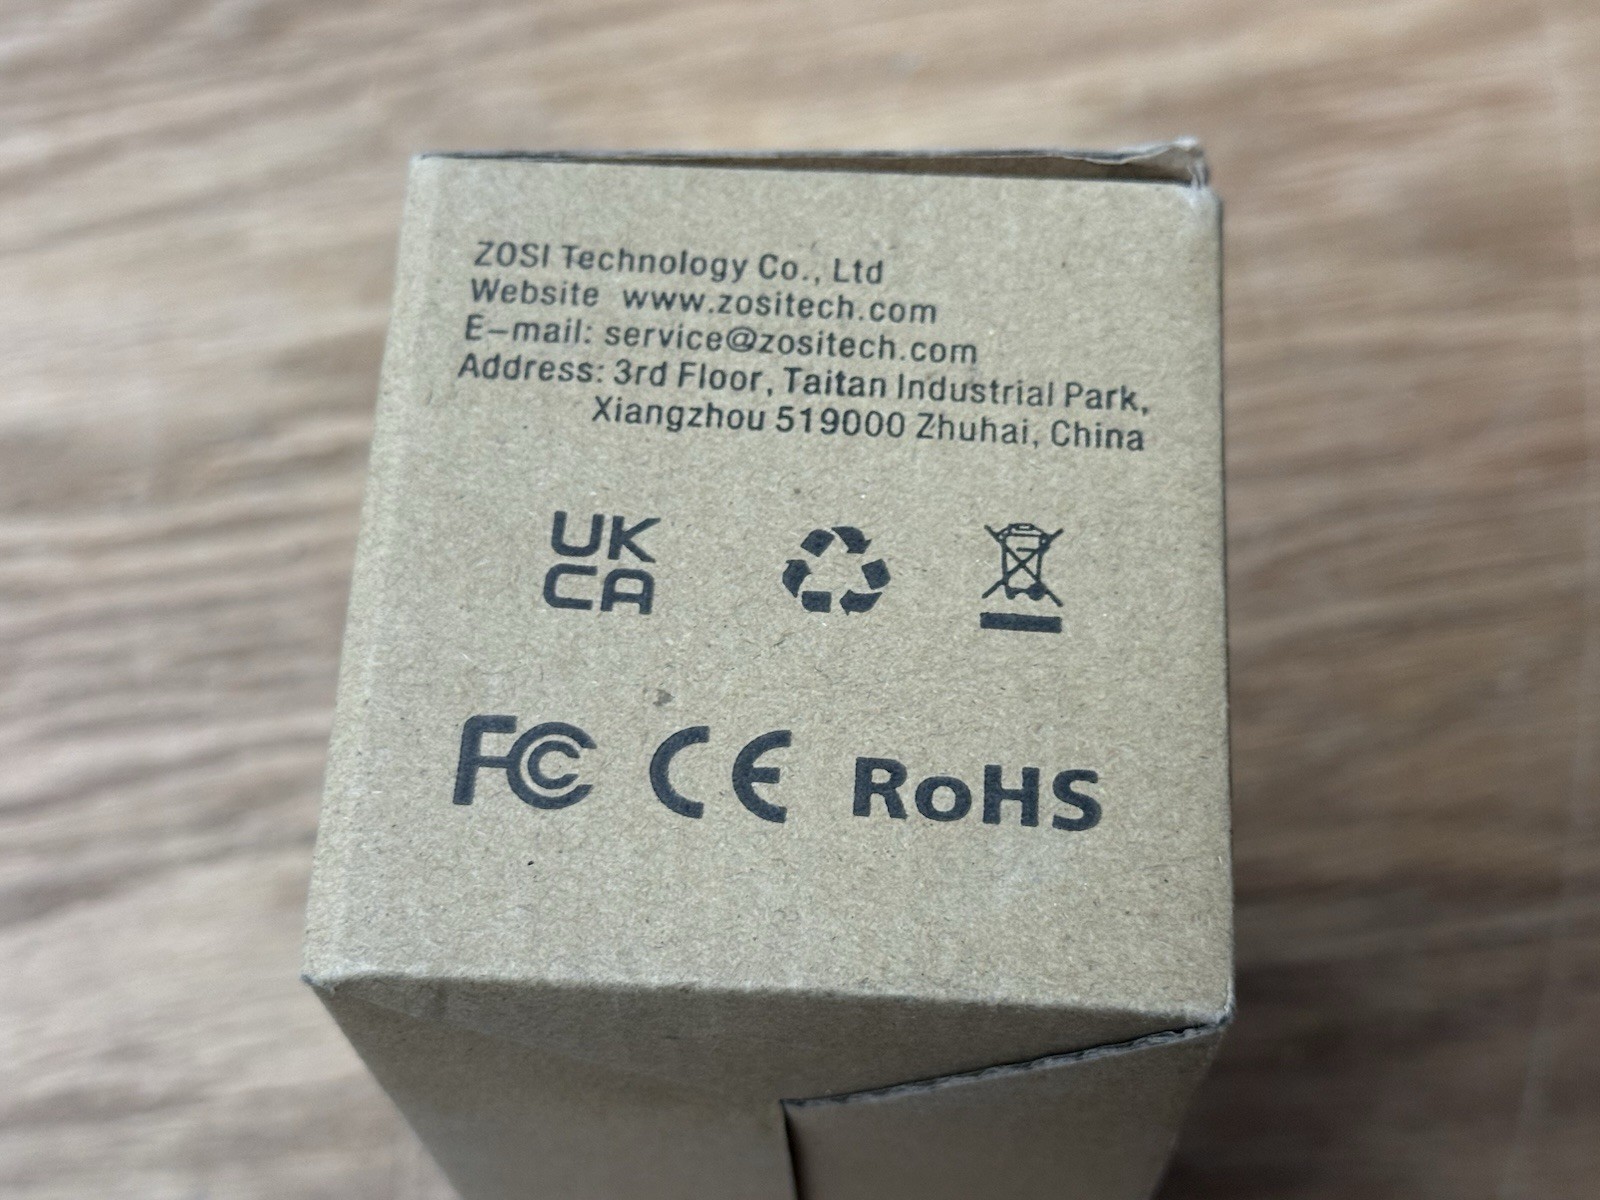 ZOSI Technology Co., Ltd
Website www.zositech.com
E-mail: service@zositech.com
Address: 3rd Floor, Taitan Industrial Park,
Xiangzhou 519000 Zhuhai, China
UK
CA
FC CE RoHS